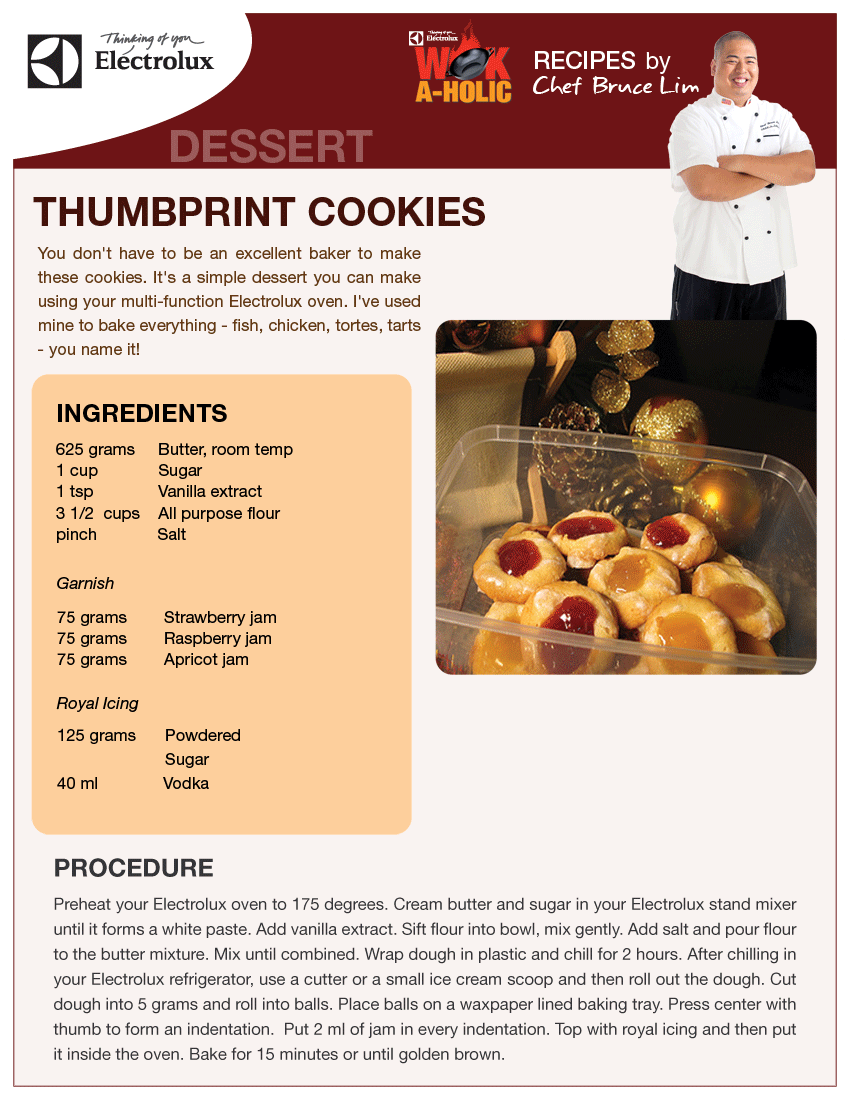 Thinking of you
Electrolux
Thinking of you
Electrolux
WOK
A-HOLIC
RECIPES by
Chef Bruce Lim
DESSERT
THUMBPRINT COOKIES
You don't have to be an excellent baker to make
these cookies. It's a simple dessert you can make
using your multi-function Electrolux oven. I've used
mine to bake everything - fish, chicken, tortes, tarts
- you name it!
INGREDIENTS
625 grams Butter, room temp
1 cup Sugar
1 tsp Vanilla extract
3 1/2 cups All purpose flour
pinch Salt
Garnish
75 grams Strawberry jam
75 grams Raspberry jam
75 grams Apricot jam
Royal Icing
125 grams Powdered
Sugar
40 ml Vodka
PROCEDURE
Preheat your Electrolux oven to 175 degrees. Cream butter and sugar in your Electrolux stand mixer
until it forms a white paste. Add vanilla extract. Sift flour into bowl, mix gently. Add salt and pour flour
to the butter mixture. Mix until combined. Wrap dough in plastic and chill for 2 hours. After chilling in
your Electrolux refrigerator, use a cutter or a small ice cream scoop and then roll out the dough. Cut
dough into 5 grams and roll into balls. Place balls on a waxpaper lined baking tray. Press center with
thumb to form an indentation. Put 2 ml of jam in every indentation. Top with royal icing and then put
it inside the oven. Bake for 15 minutes or until golden brown.